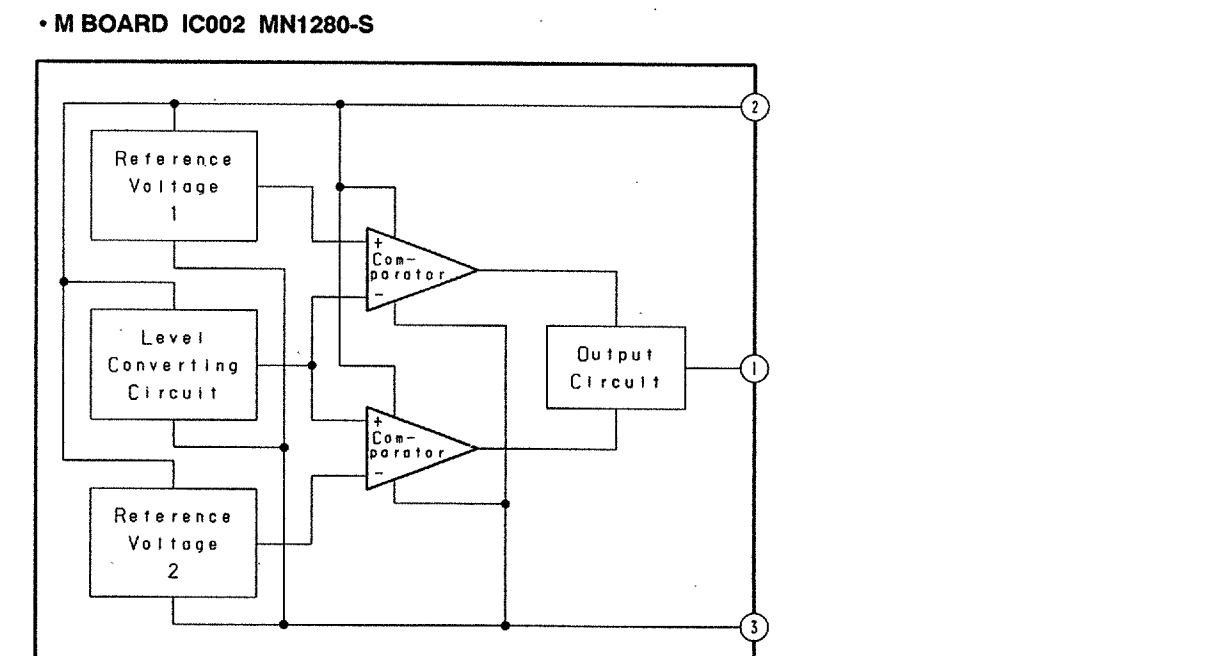 • M BOARD IC002 MN1280-S
2
Reference
Voltage
1
+
Com-
parator
−
Level
Converting
Circuit
Output
Circuit
1
+
Com-
parator
−
Reference
Voltage
2
3